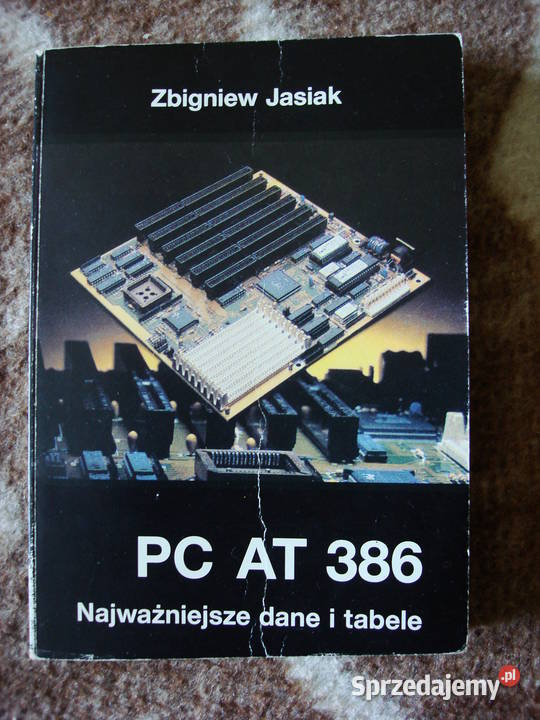 Zbigniew Jasiak
PC AT 386
Najważniejsze dane i tabele
Sprzedajemy.pl